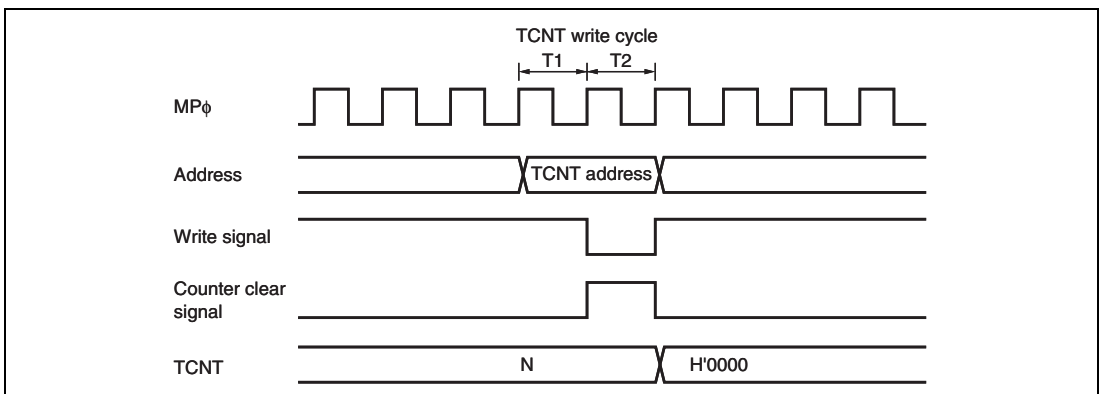 TCNT write cycle
T1 T2
MPϕ
Address TCNT address
Write signal
Counter clear
signal
TCNT N H'0000